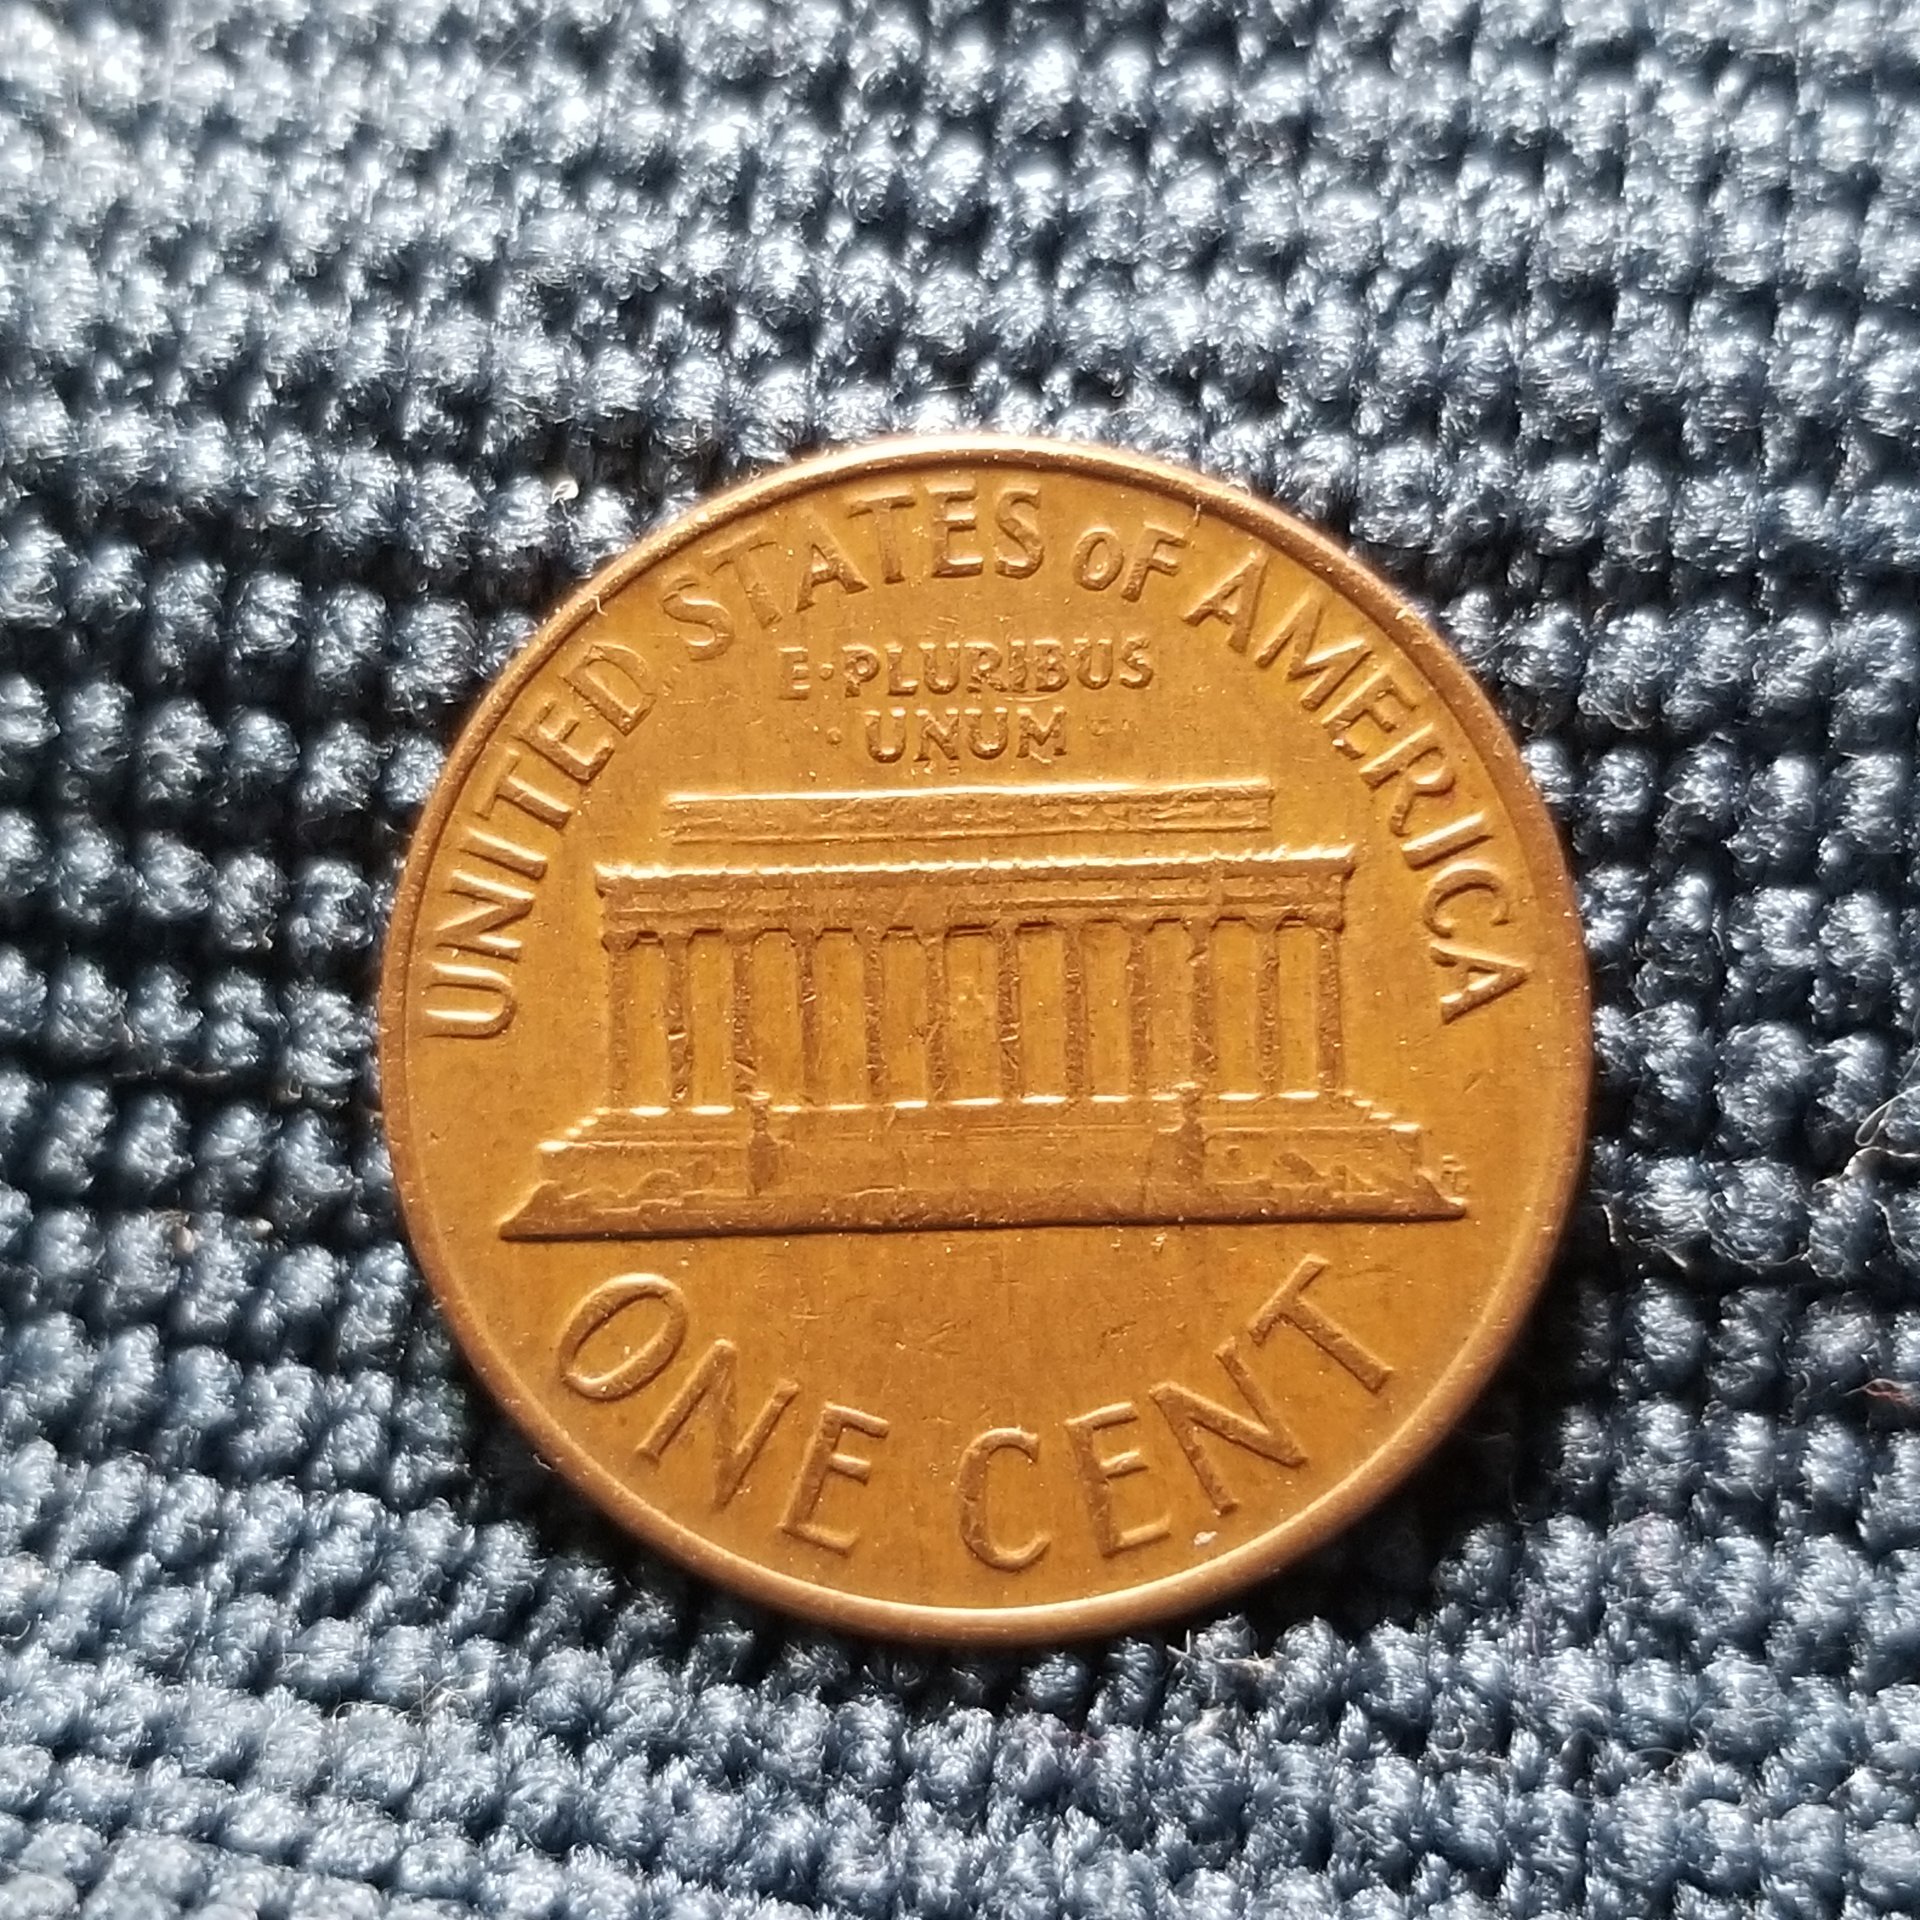 UNITED STATES OF AMERICA
E·PLURIBUS
·UNUM·
ONE CENT